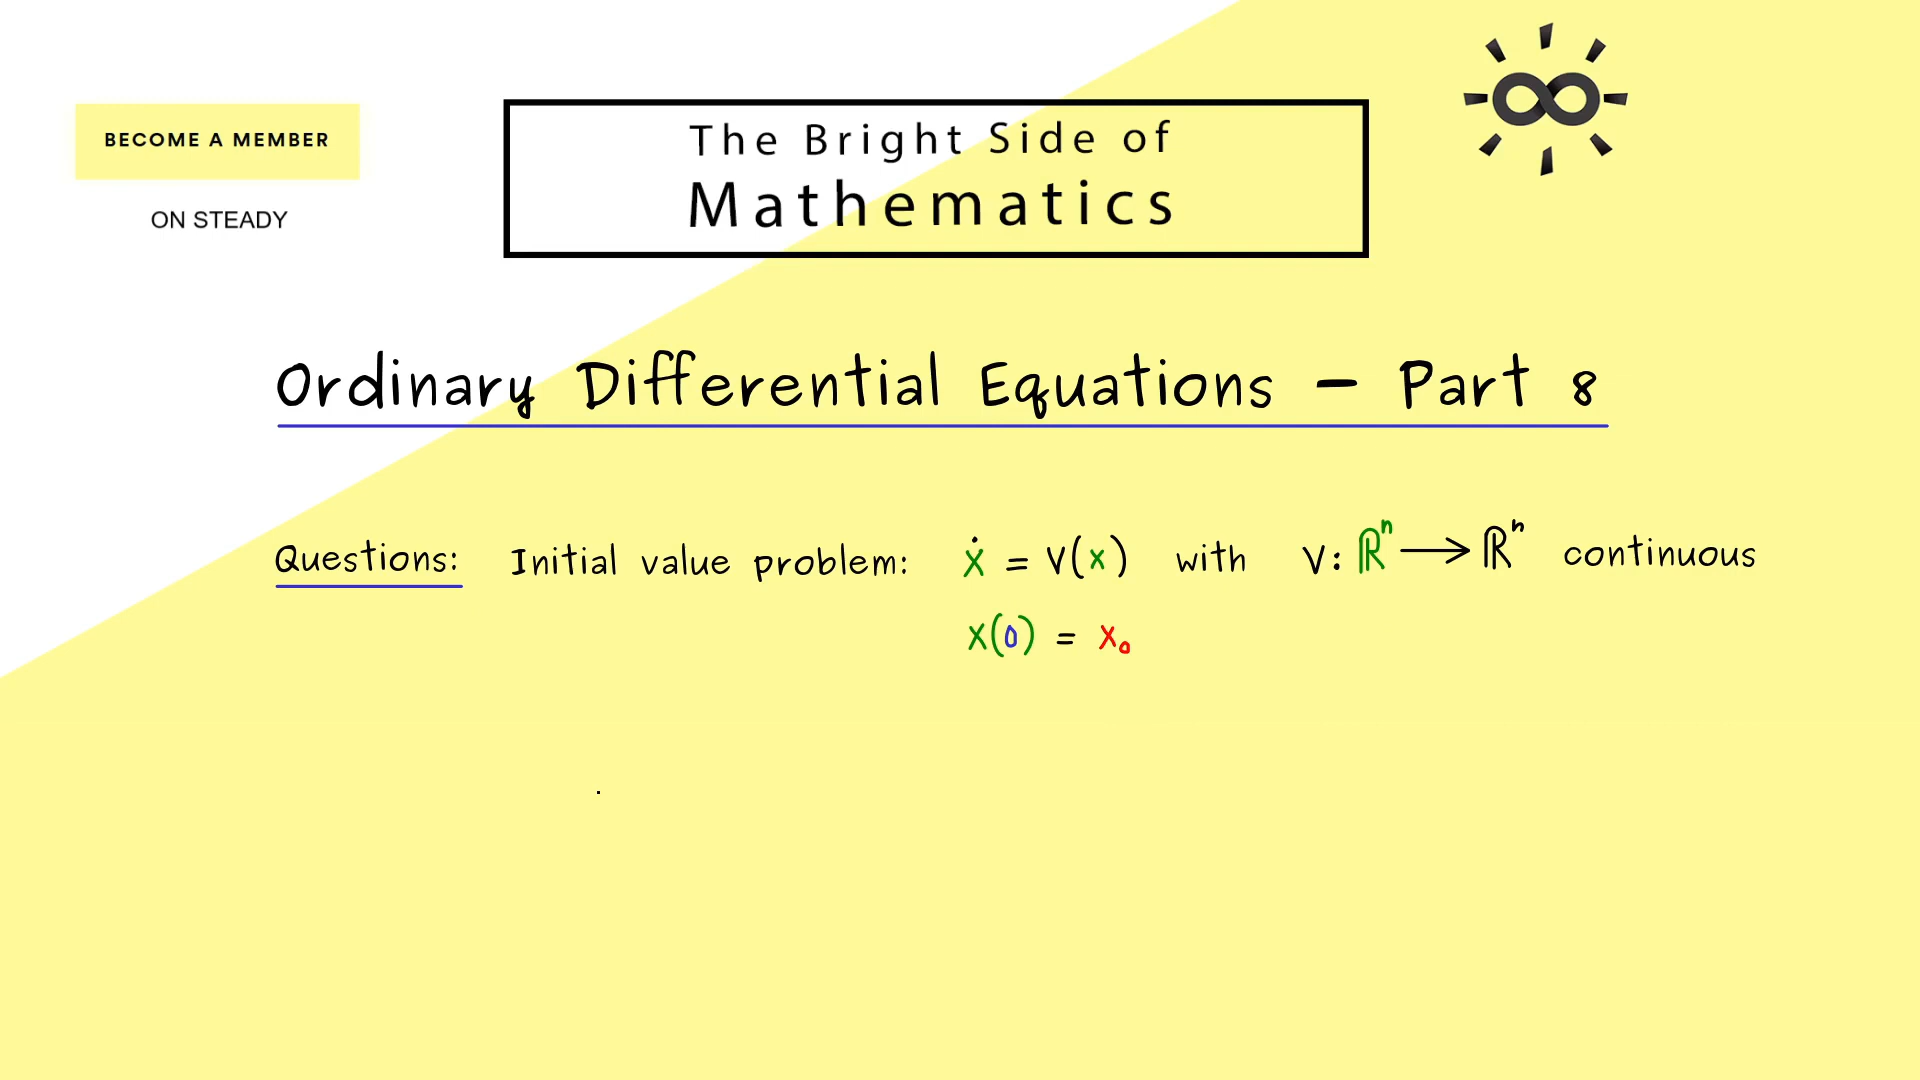 BECOME A MEMBER
ON STEADY
The Bright Side of
Mathematics
Ordinary Differential Equations – Part 8
Questions: Initial value problem: ẋ = v(x) with v: ℝⁿ ⟶ ℝⁿ continuous
x(0) = x₀